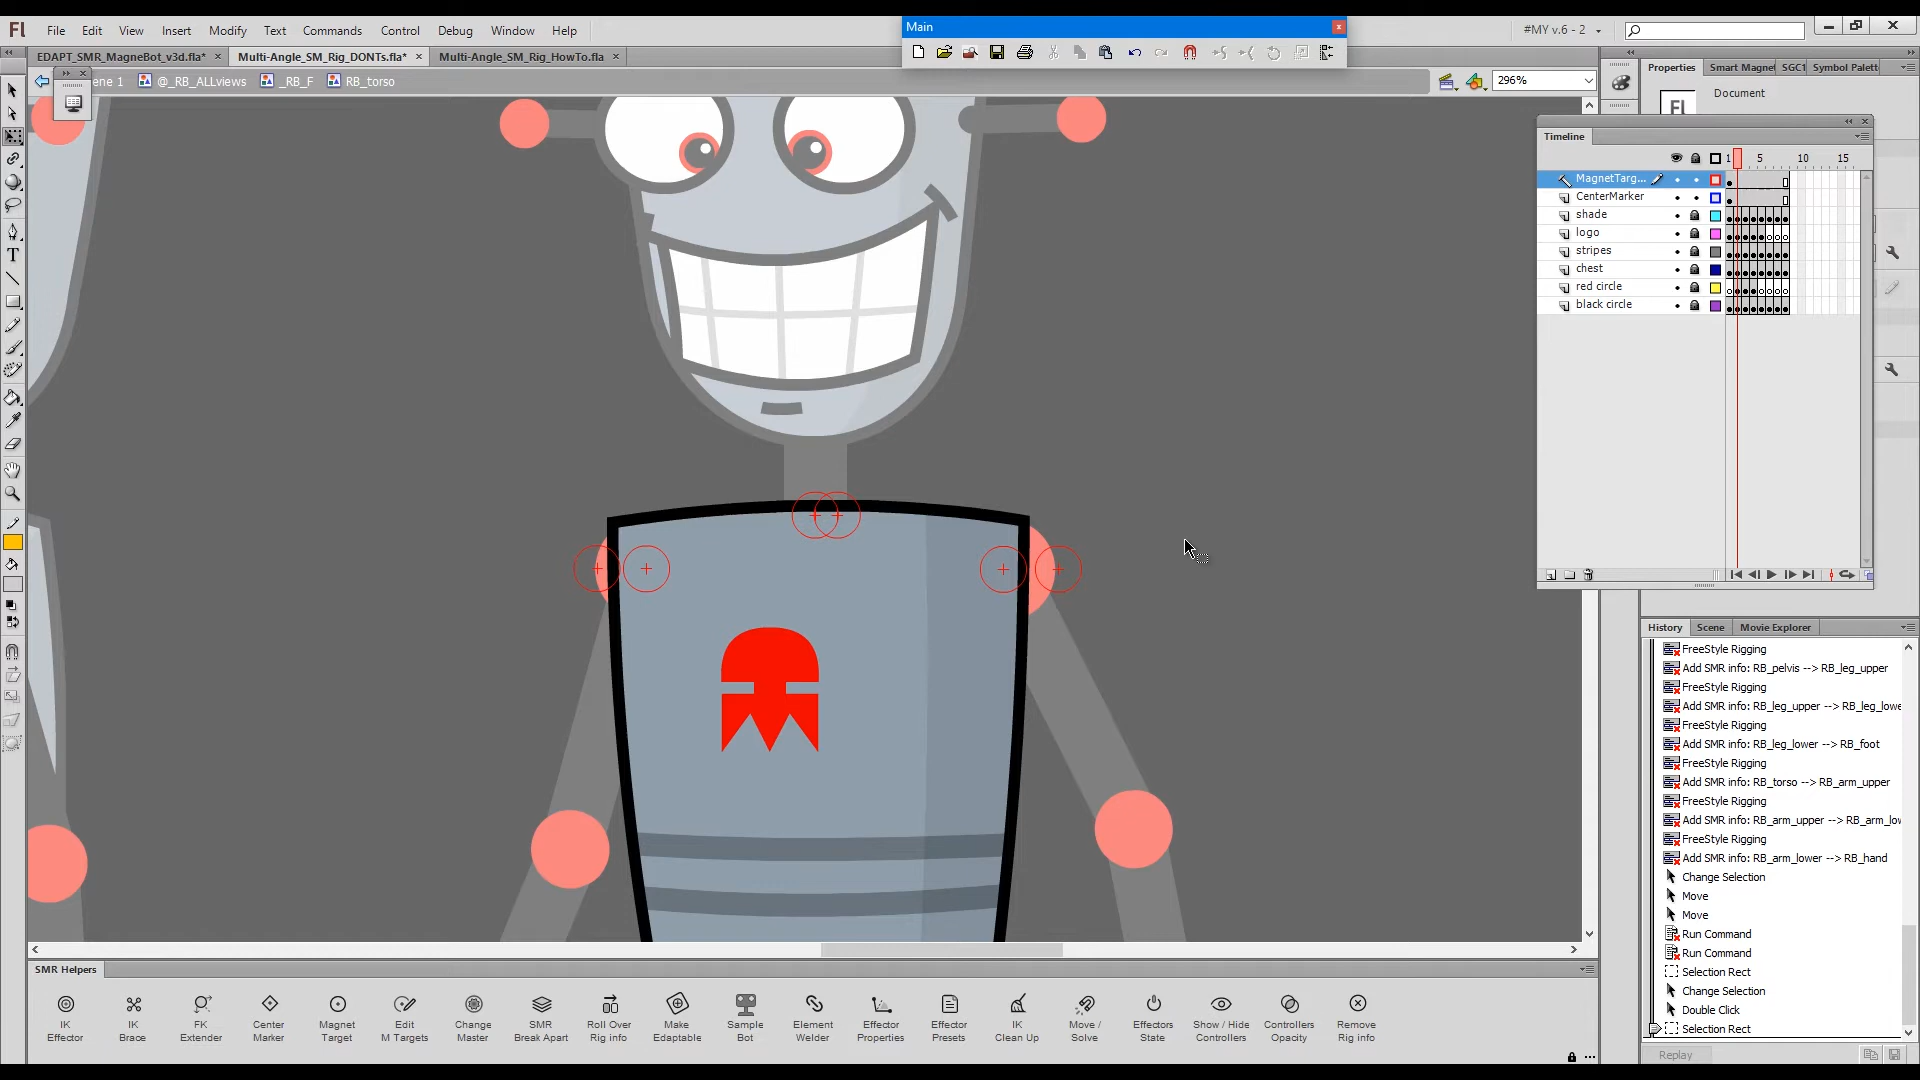 Main
Fl File Edit View Insert Modify Text Commands Control Debug Window Help
#MY v.6 - 2
EDAPT_SMR_MagneBot_v3d.fla* × Multi-Angle_SM_Rig_DONTs.fla* × Multi-Angle_SM_Rig_HowTo.fla ×
ene 1 @_RB_ALLviews _RB_F RB_torso
296%
Properties Smart Magnet SGC1 Symbol Palett
FL Document
Timeline
1 5 10 15
MagnetTarg...
CenterMarker
shade
logo
stripes
chest
red circle
black circle
History Scene Movie Explorer
FreeStyle Rigging
Add SMR info: RB_pelvis --> RB_leg_upper
FreeStyle Rigging
Add SMR info: RB_leg_upper --> RB_leg_lowe
FreeStyle Rigging
Add SMR info: RB_leg_lower --> RB_foot
FreeStyle Rigging
Add SMR info: RB_torso --> RB_arm_upper
FreeStyle Rigging
Add SMR info: RB_arm_upper --> RB_arm_lov
FreeStyle Rigging
Add SMR info: RB_arm_lower --> RB_hand
Change Selection
Move
Move
Run Command
Run Command
Selection Rect
Change Selection
Double Click
Selection Rect
Replay
SMR Helpers
IK Effector
IK Brace
FK Extender
Center Marker
Magnet Target
Edit M Targets
Change Master
SMR Break Apart
Roll Over Rig info
Make Adaptable
Sample Bot
Element Welder
Effector Properties
Effector Presets
IK Clean Up
Move / Solve
Effectors State
Show / Hide Controllers
Controllers Opacity
Remove Rig info